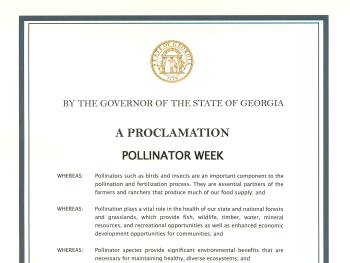 BY THE GOVERNOR OF THE STATE OF GEORGIA
A PROCLAMATION
POLLINATOR WEEK
WHEREAS: Pollinators such as birds and insects are an important component to the
pollination and fertilization process. They are essential partners of the
farmers and ranchers that produce much of our food supply; and
WHEREAS: Pollination plays a vital role in the health of our state and national forests
and grasslands, which provide fish, wildlife, timber, water, mineral
resources, and recreational opportunities as well as enhanced economic
development opportunities for communities; and
WHEREAS: Pollinator species provide significant environmental benefits that are
necessary for maintaining healthy, diverse ecosystems; and